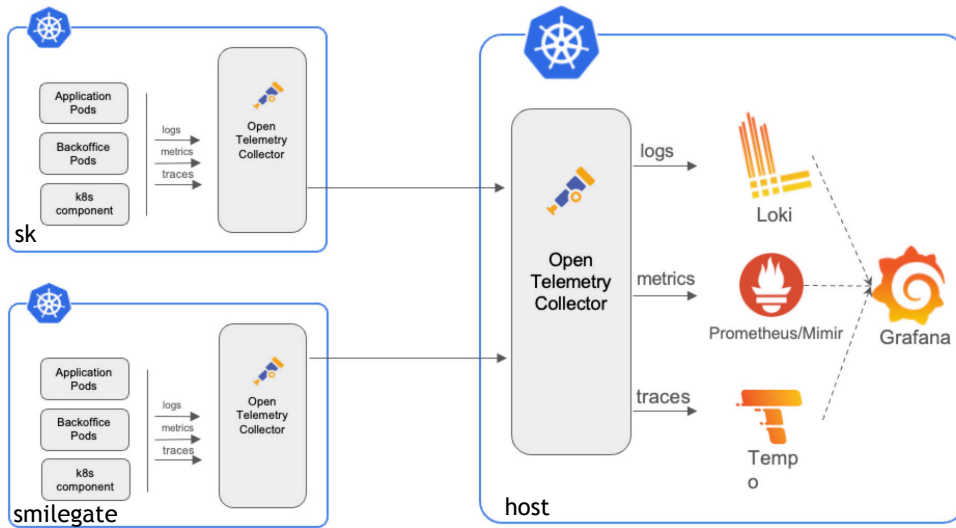 Application
Pods
Backoffice
Pods
k8s
component
logs
metrics
traces
Open
Telemetry
Collector
sk
Application
Pods
Backoffice
Pods
k8s
component
logs
metrics
traces
Open
Telemetry
Collector
smilegate
Open
Telemetry
Collector
logs
metrics
traces
Loki
Prometheus/Mimir
Temp
o
Grafana
host